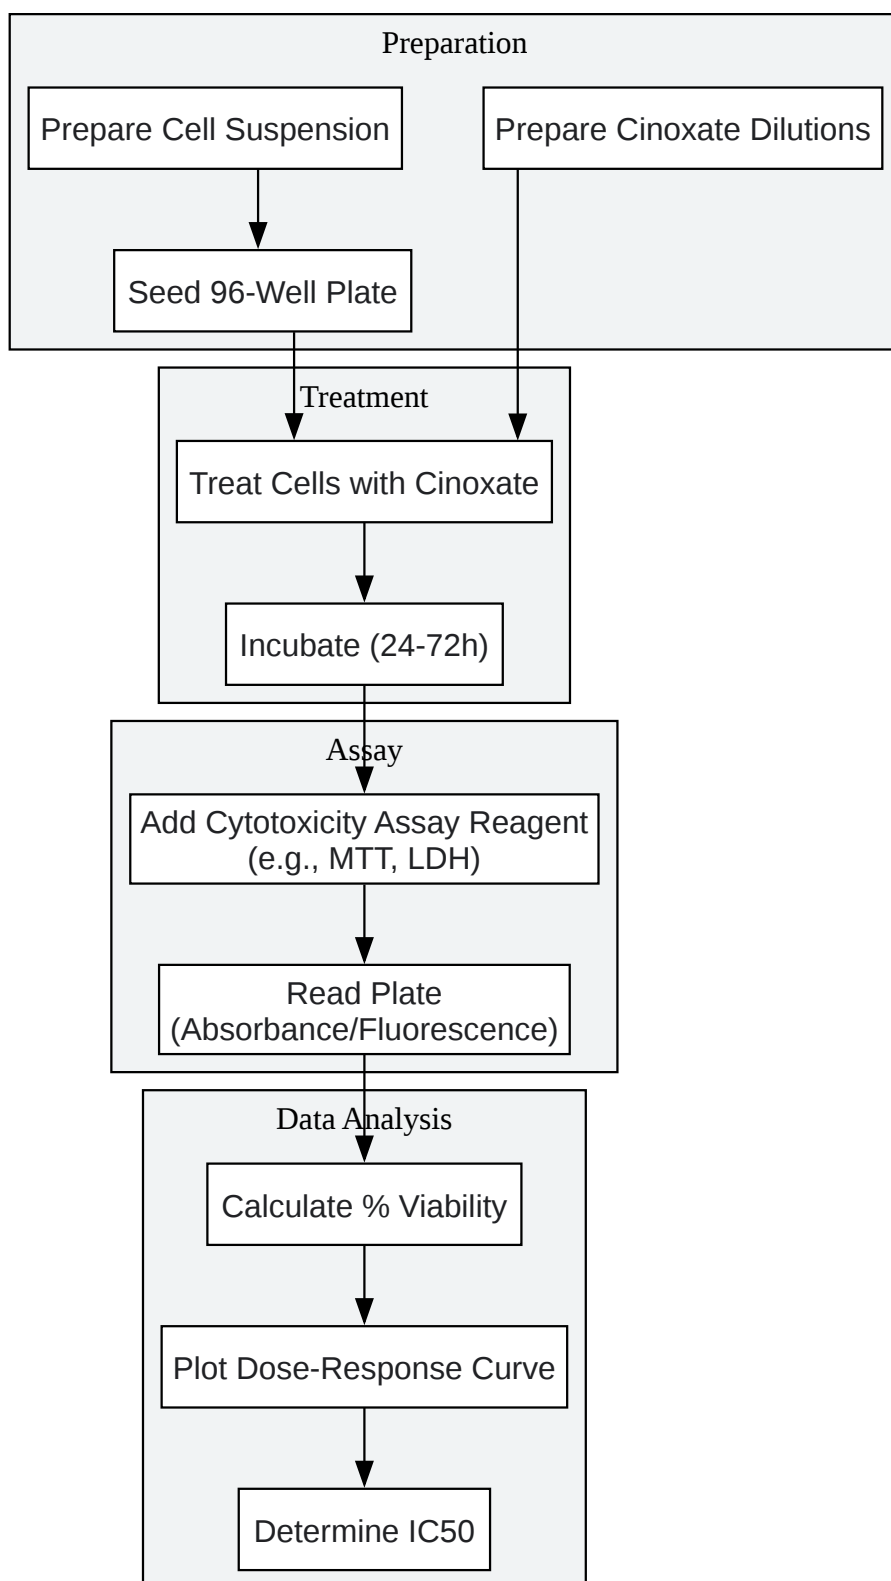 Preparation
Prepare Cell Suspension
Prepare Cinoxate Dilutions
Seed 96-Well Plate
Treatment
Treat Cells with Cinoxate
Incubate (24-72h)
Assay
Add Cytotoxicity Assay Reagent
(e.g., MTT, LDH)
Read Plate
(Absorbance/Fluorescence)
Data Analysis
Calculate % Viability
Plot Dose-Response Curve
Determine IC50